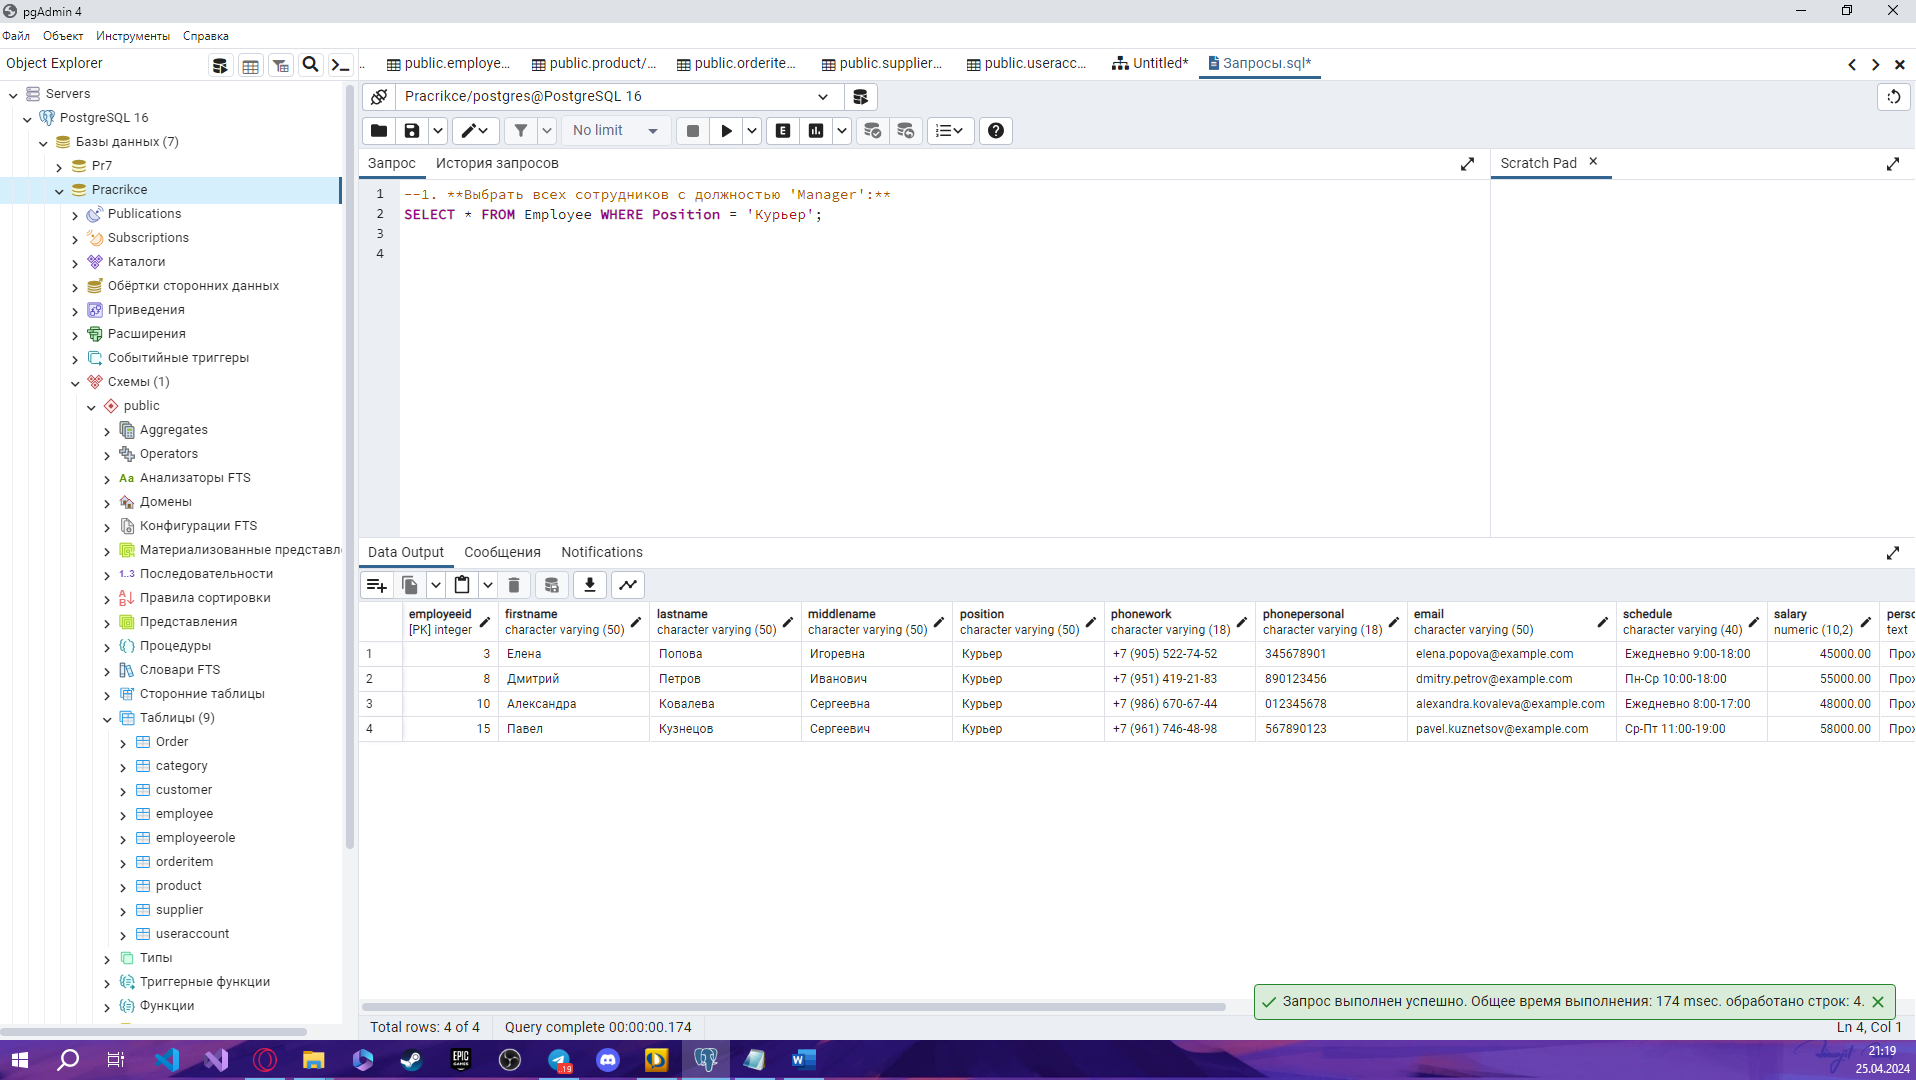 pgAdmin 4
Файл Объект Инструменты Справка
Object Explorer
public.employe...
public.product/...
public.orderite...
public.supplier...
public.useracc...
Untitled*
Запросы.sql*
Servers
PostgreSQL 16
Базы данных (7)
Pr7
Pracrikce
Publications
Subscriptions
Каталоги
Обёртки сторонних данных
Приведения
Расширения
Событийные триггеры
Схемы (1)
public
Aggregates
Operators
Анализаторы FTS
Домены
Конфигурации FTS
Материализованные представл
Последовательности
Правила сортировки
Представления
Процедуры
Словари FTS
Сторонние таблицы
Таблицы (9)
Order
category
customer
employee
employeerole
orderitem
product
supplier
useraccount
Типы
Триггерные функции
Функции
Pracrikce/postgres@PostgreSQL 16
No limit
Запрос История запросов
Scratch Pad
1 --1. **Выбрать всех сотрудников с должностью 'Manager':**
2 SELECT * FROM Employee WHERE Position = 'Курьер';
3
4
Data Output Сообщения Notifications
employeeid firstname lastname middlename position phonework phonepersonal email schedule salary perso
[PK] integer character varying (50) character varying (50) character varying (50) character varying (50) character varying (18) character varying (18) character varying (50) character varying (40) numeric (10,2) text
1 3 Елена Попова Игоревна Курьер +7 (905) 522-74-52 345678901 elena.popova@example.com Ежедневно 9:00-18:00 45000.00 Прож
2 8 Дмитрий Петров Иванович Курьер +7 (951) 419-21-83 890123456 dmitry.petrov@example.com Пн-Ср 10:00-18:00 55000.00 Прож
3 10 Александра Ковалева Сергеевна Курьер +7 (986) 670-67-44 012345678 alexandra.kovaleva@example.com Ежедневно 8:00-17:00 48000.00 Прож
4 15 Павел Кузнецов Сергеевич Курьер +7 (961) 746-48-98 567890123 pavel.kuznetsov@example.com Ср-Пт 11:00-19:00 58000.00 Прож
Запрос выполнен успешно. Общее время выполнения: 174 msec. обработано строк: 4.
Total rows: 4 of 4 Query complete 00:00:00.174
Ln 4, Col 1
21:19
25.04.2024